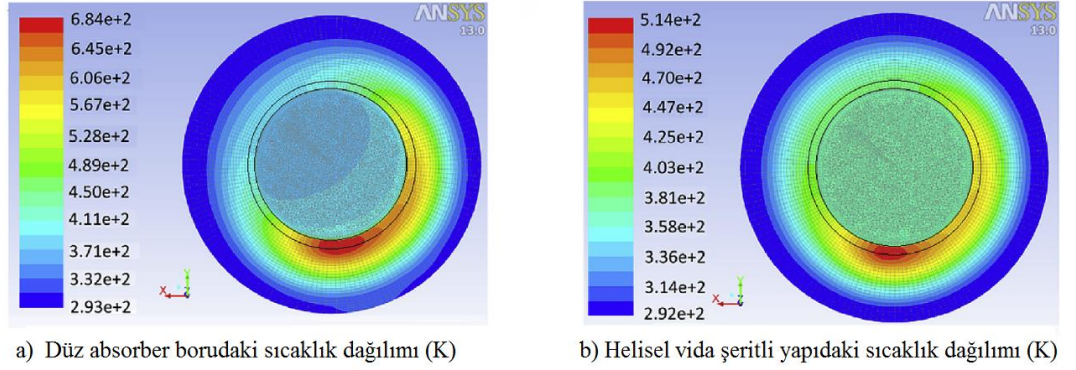 6.84e+2
6.45e+2
6.06e+2
5.67e+2
5.28e+2
4.89e+2
4.50e+2
4.11e+2
3.71e+2
3.32e+2
2.93e+2
ANSYS
13.0
Y
X
Z
a) Düz absorber borudaki sıcaklık dağılımı (K)
5.14e+2
4.92e+2
4.70e+2
4.47e+2
4.25e+2
4.03e+2
3.81e+2
3.58e+2
3.36e+2
3.14e+2
2.92e+2
ANSYS
13.0
Y
X
Z
b) Helisel vida şeritli yapıdaki sıcaklık dağılımı (K)